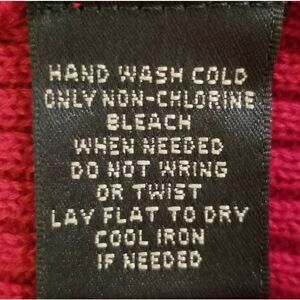 HAND WASH COLD
ONLY NON-CHLORINE
BLEACH
WHEN NEEDED
DO NOT WRING
OR TWIST
LAY FLAT TO DRY
COOL IRON
IF NEEDED